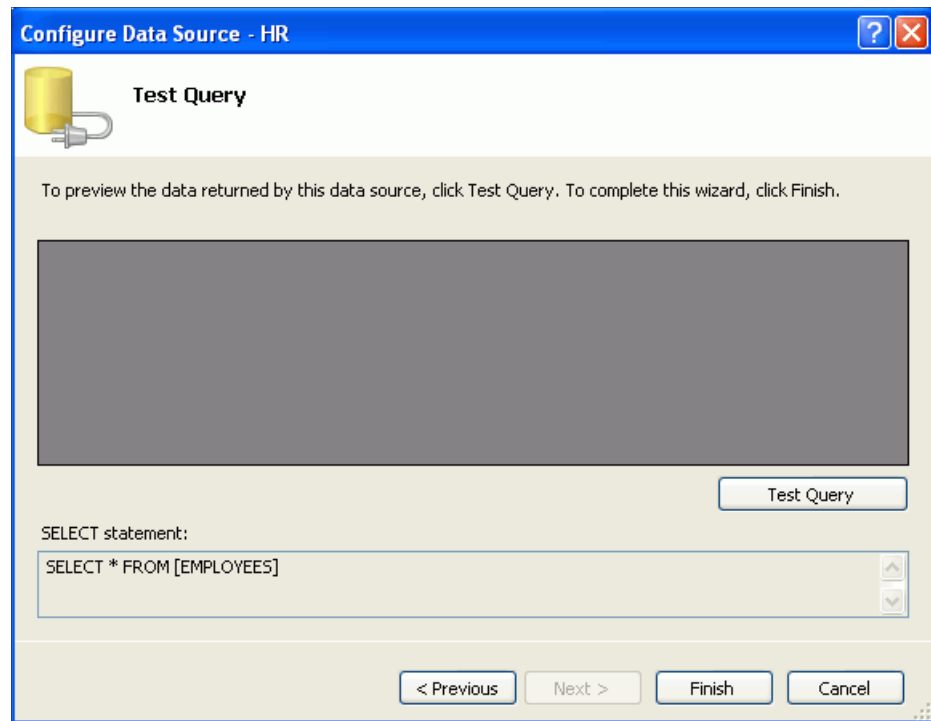 Configure Data Source - HR
Test Query
To preview the data returned by this data source, click Test Query. To complete this wizard, click Finish.
Test Query
SELECT statement:
SELECT * FROM [EMPLOYEES]
< Previous
Next >
Finish
Cancel